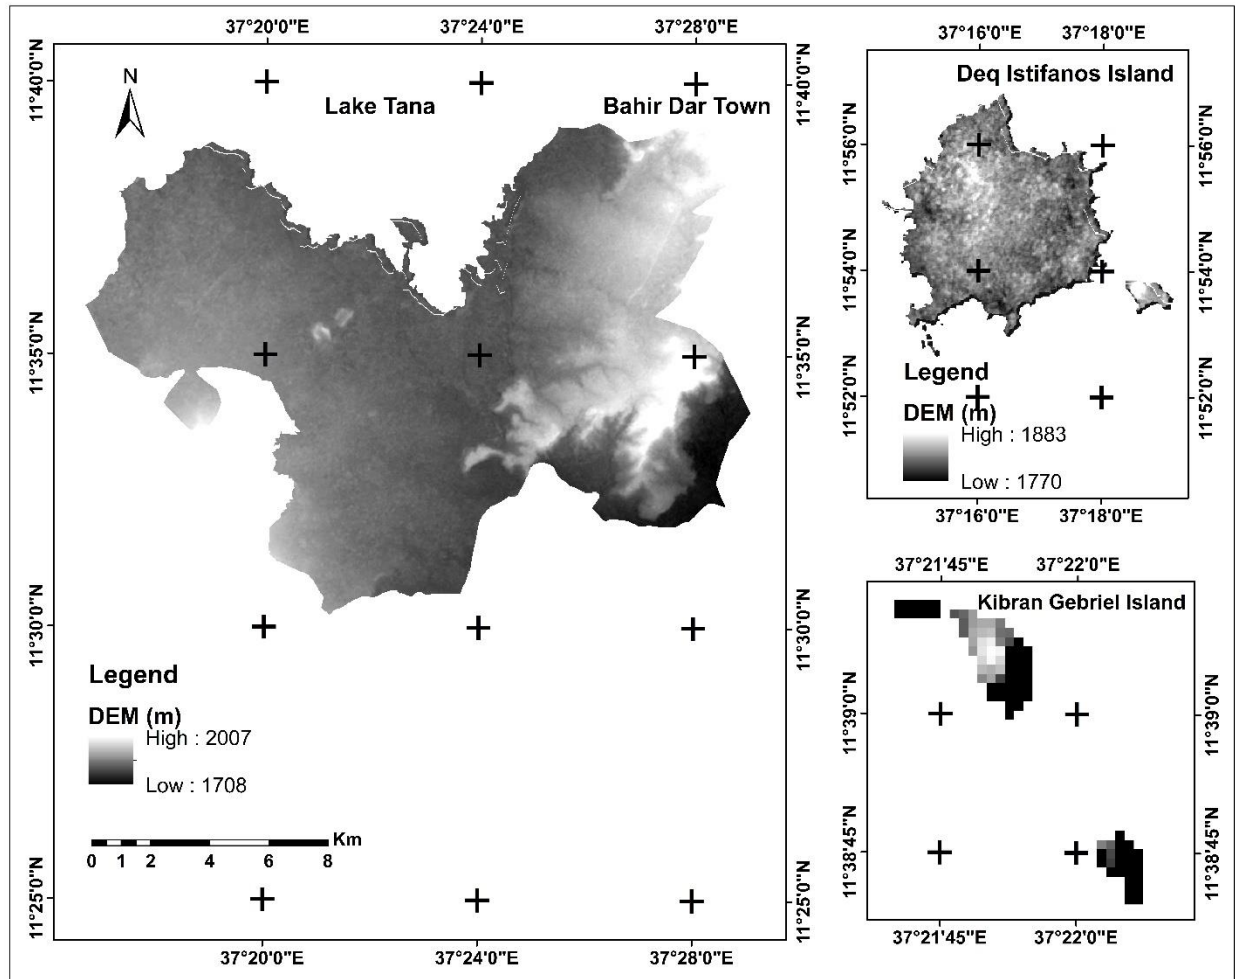 37°20'0"E 37°24'0"E 37°28'0"E
11°40'0"N
11°35'0"N
11°30'0"N
11°25'0"N
N
Lake Tana
Bahir Dar Town
Legend
DEM (m)
High : 2007
Low : 1708
Km
0 1 2 4 6 8
11°40'0"N
11°35'0"N
11°30'0"N
11°25'0"N
37°20'0"E 37°24'0"E 37°28'0"E
37°16'0"E 37°18'0"E
Deq Istifanos Island
11°56'0"N
11°54'0"N
11°52'0"N
Legend
DEM (m)
High : 1883
Low : 1770
11°56'0"N
11°54'0"N
11°52'0"N
37°16'0"E 37°18'0"E
37°21'45"E 37°22'0"E
Kibran Gebriel Island
11°39'0"N
11°38'45"N
11°39'0"N
11°38'45"N
37°21'45"E 37°22'0"E